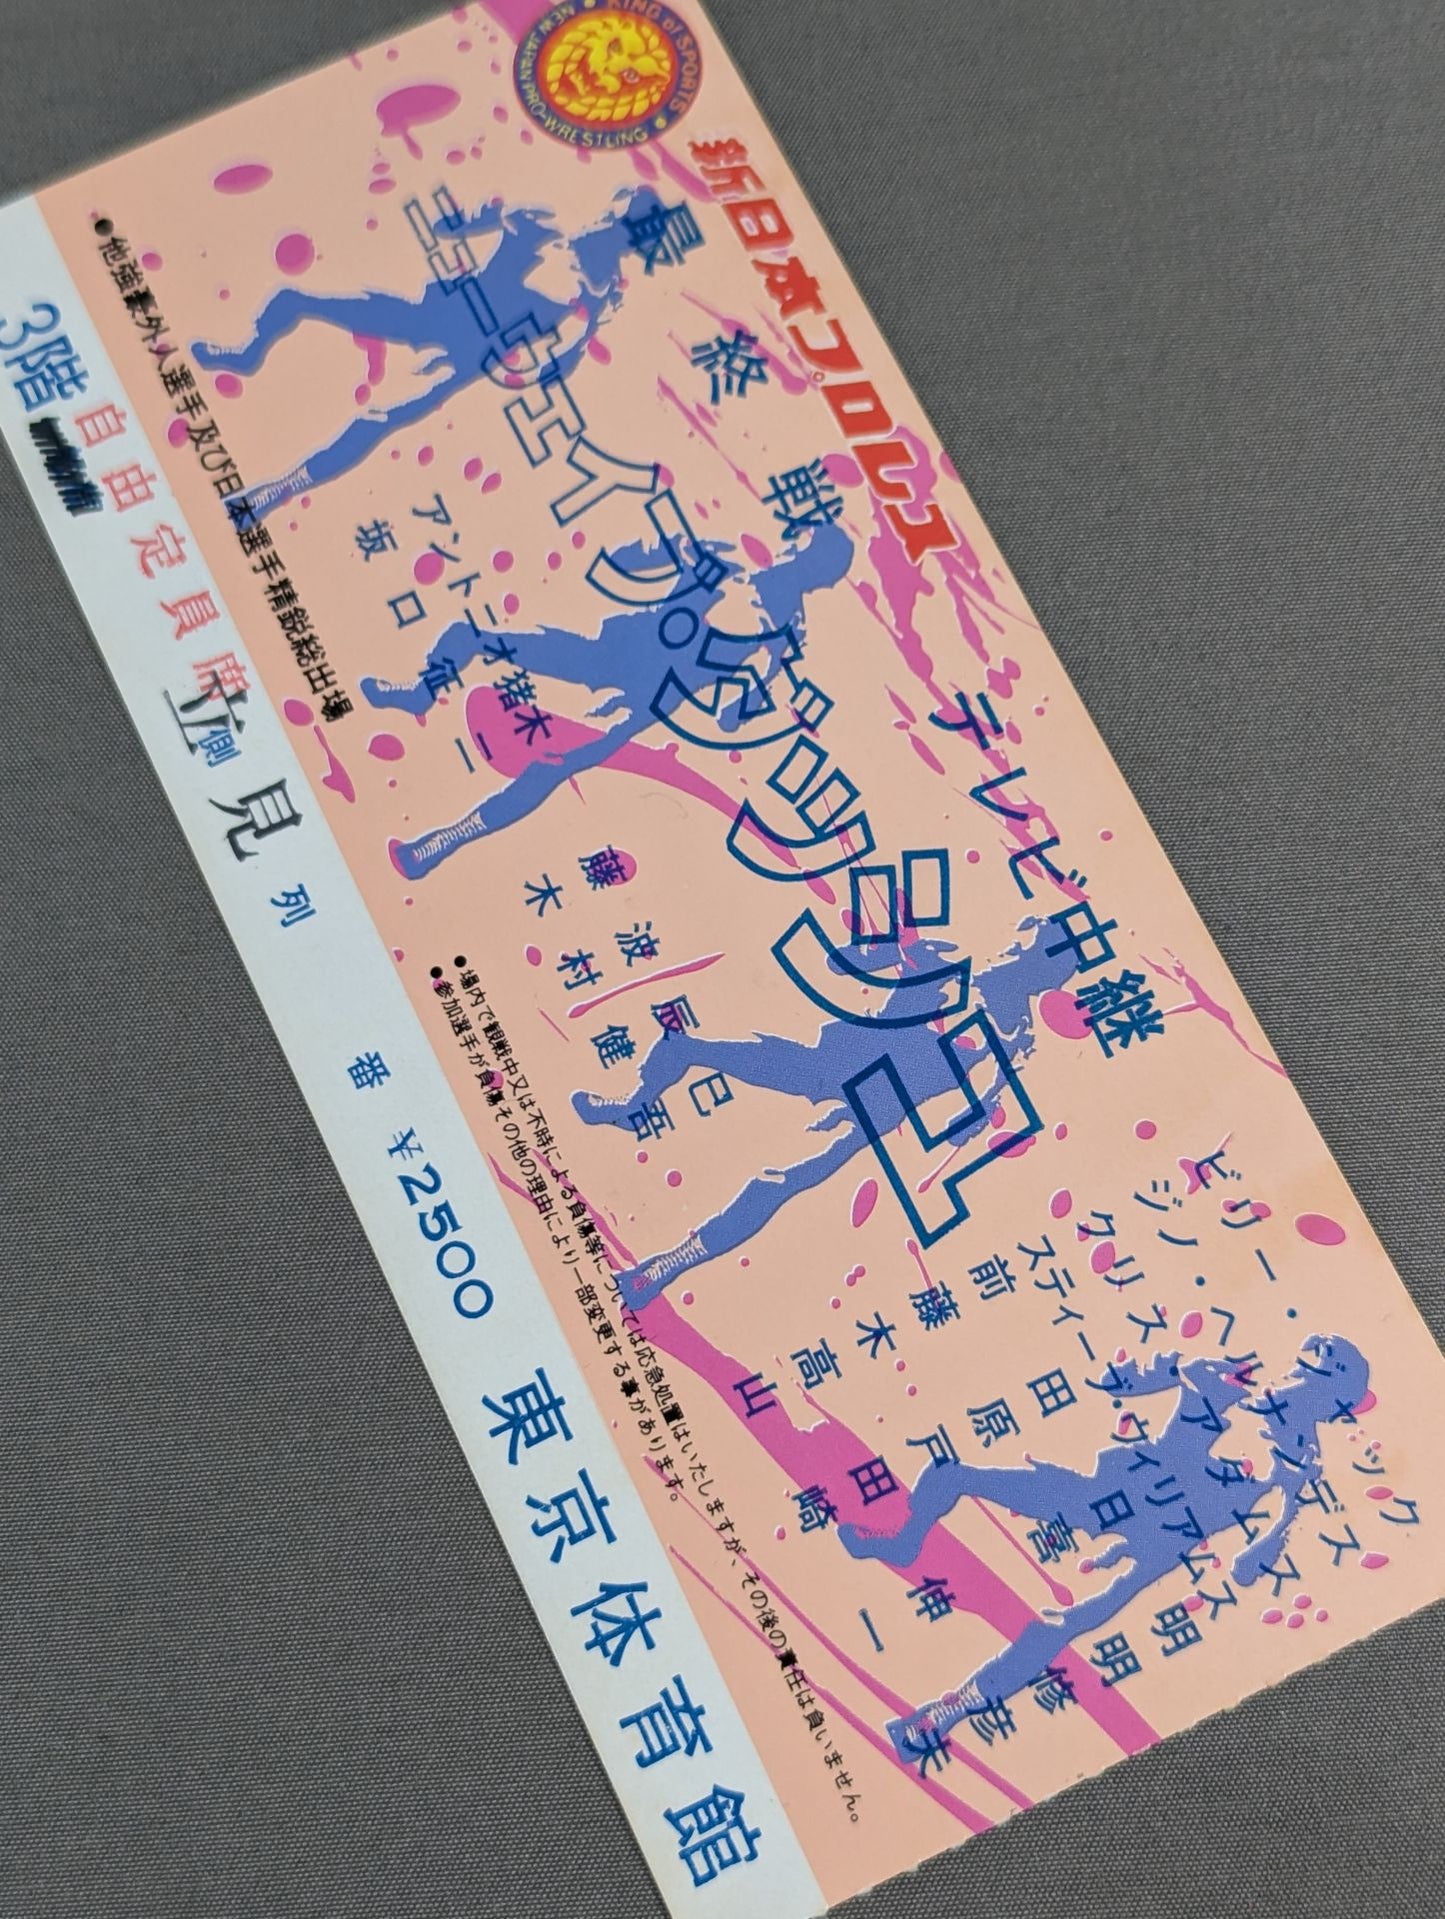 KING of SPORTS
NEW JAPAN PRO-WRESTLING
新日本プロレス
最終戦
テレビ中継
ニューウェイブ。ダッシュ
アントニオ猪木
坂口征二
藤波辰巳
木村健吾
ビリー・ジャック
ジノ・ヘルナンデス
クリス・アダムス
スティーブ・ウィリアムス
前田日明
藤原喜明
木戸修
高田伸彦
山崎一夫
●他強豪外人選手及び日本選手精鋭総出場
●場内で観戦中又は不時による負傷等については応急処置はいたしますが、その後の責任は負いません。
●参加選手が負傷その他の理由により一部変更する事があります。
3階
自由定員席
立側
見列
番
¥2500
東京体育館